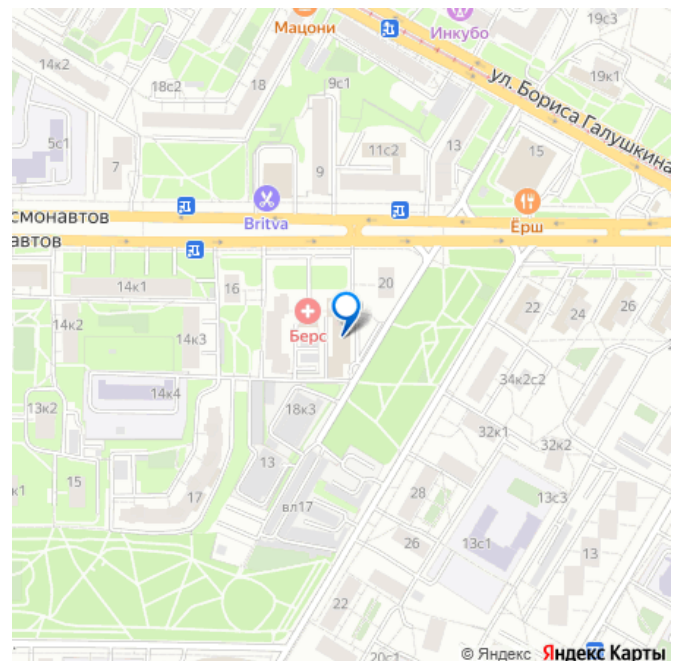 Мацони
Инкубо
19с3
14к2
18с2
18
9с1
19к1
ул. Бориса Галушкина
5с1
7
9
11с2
13
15
смонавтов
Britva
Ёрш
автов
14к1
16
20
22
24
26
Берс
14к2
14к3
34к2с2
14к4
13к2
18к3
32к1
32к2
13
к1
15
17
вл17
28
13с3
26
13с1
13
22
20с1
© Яндекс Яндекс Карты